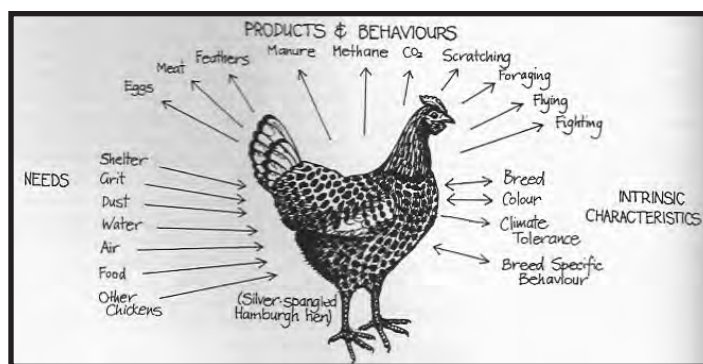 PRODUCTS & BEHAVIOURS
Eggs
Meat
Feathers
Manure
Methane
CO₂
Scratching
Foraging
Flying
Fighting
NEEDS
Shelter
Grit
Dust
Water
Air
Food
Other
Chickens
(Silver-spangled
Hamburgh hen)
Breed
Colour
Climate
Tolerance
Breed Specific
Behaviour
INTRINSIC
CHARACTERISTICS